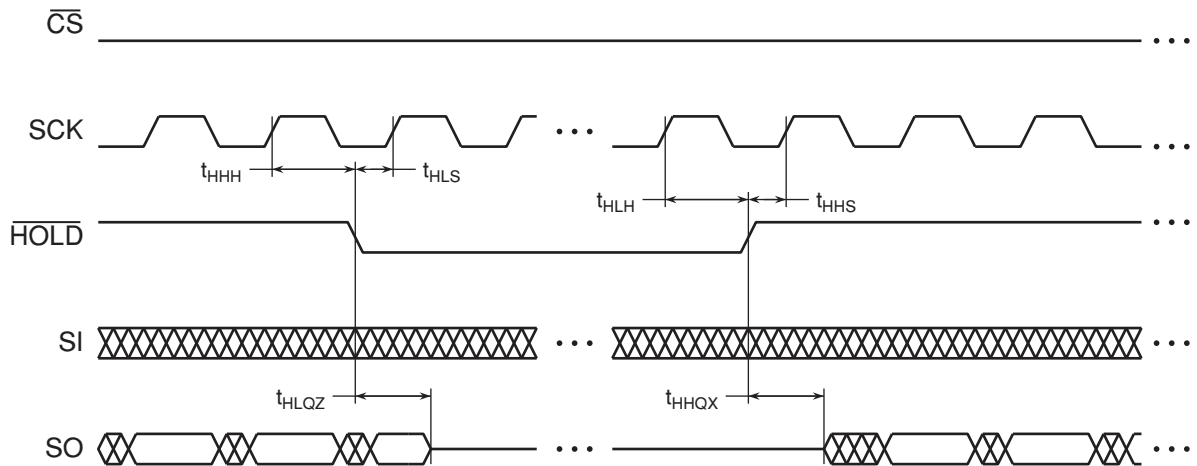 CS
SCK
tHHH
tHLS
tHLH
tHHS
HOLD
SI
tHLQZ
tHHQX
SO